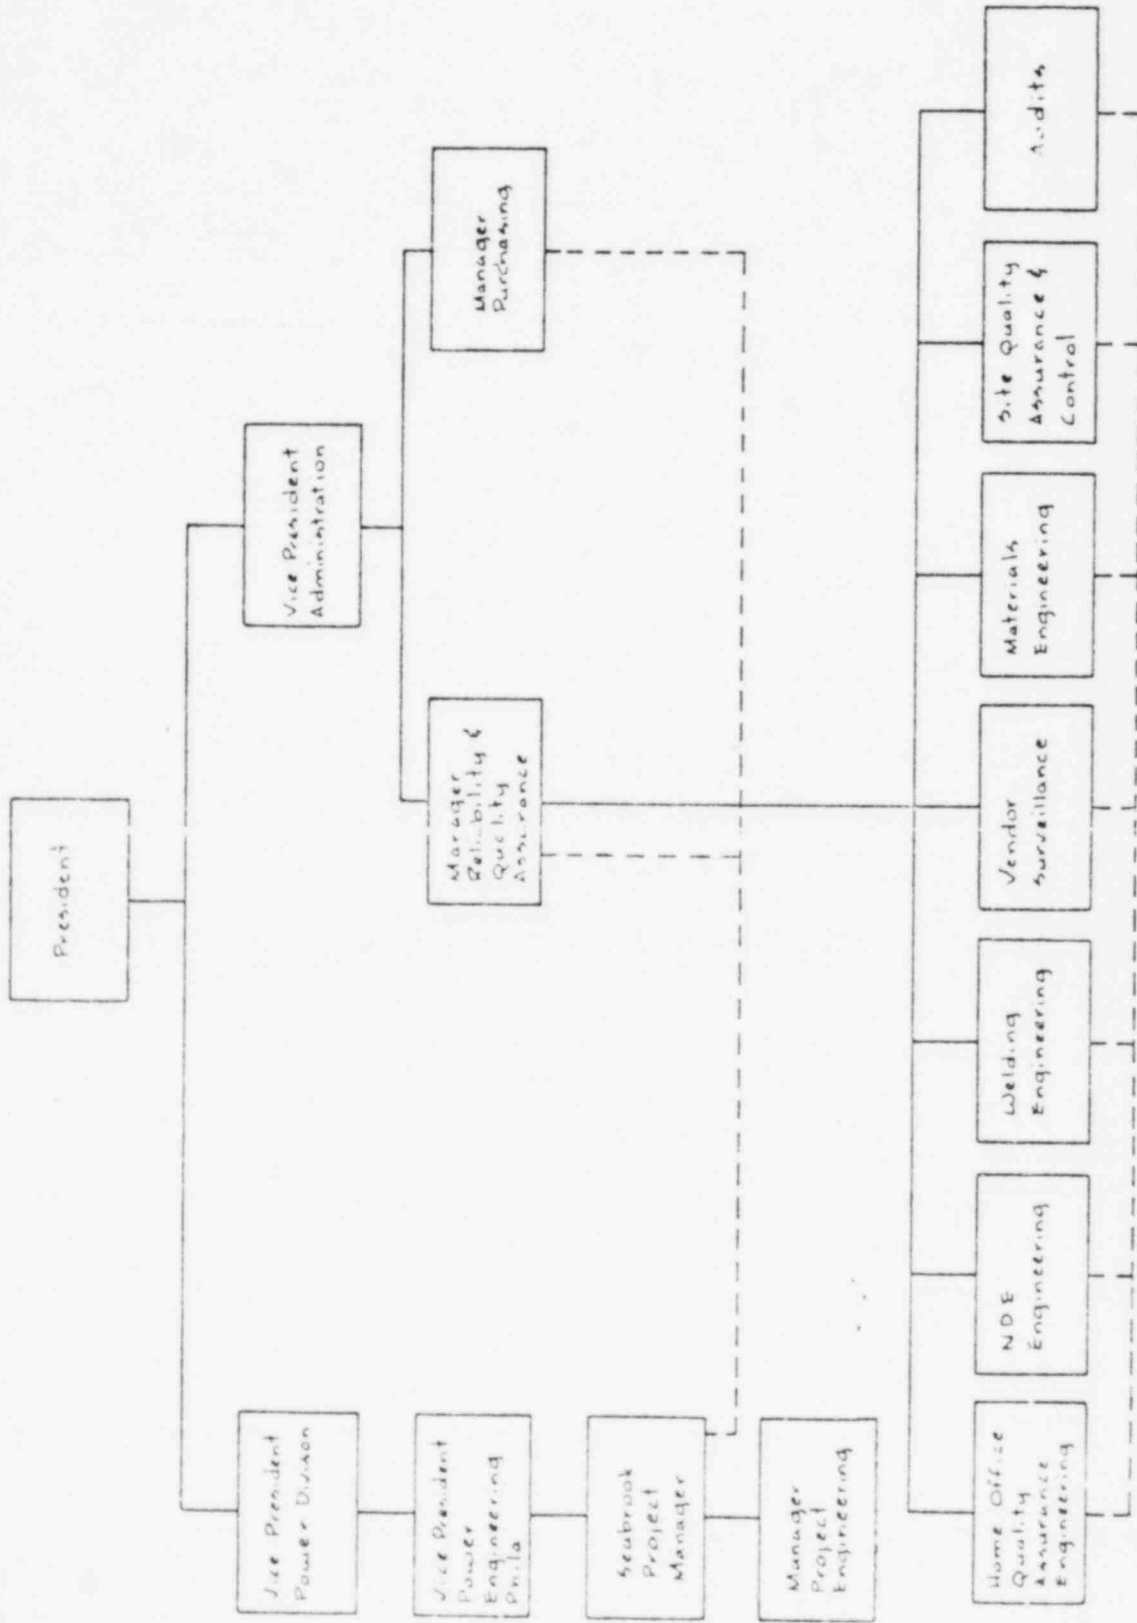 President
Vice President
Power Division
Vice President
Administration
Vice President
Power
Engineering
Phila
Manager
Reliability &
Quality
Assurance
Manager
Purchasing
Seabrook
Project
Manager
Manager
Project
Engineering
Home Office
Quality
Assurance
Engineering
NDE
Engineering
Welding
Engineering
Vendor
Surveillance
Materials
Engineering
Site Quality
Assurance &
Control
Audits